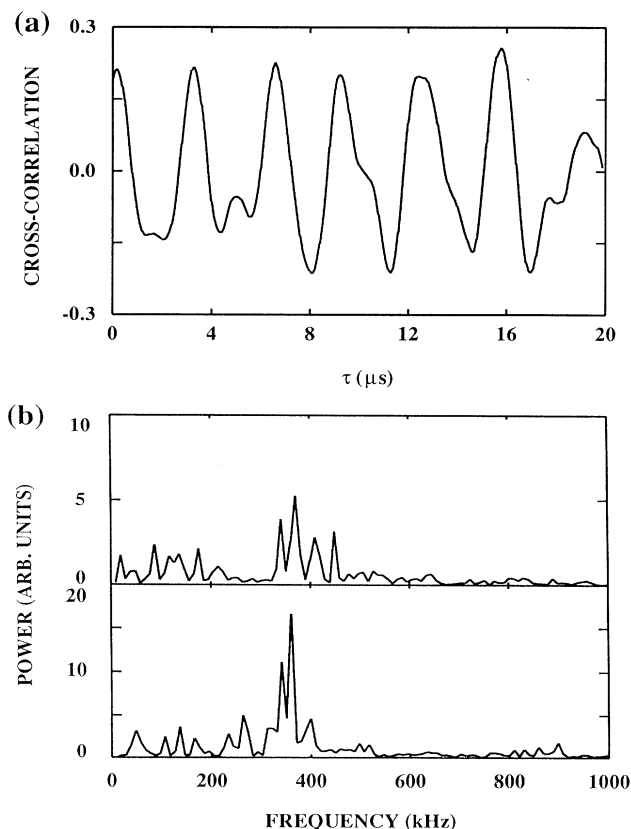 (a)
0.3
0.0
-0.3
CROSS-CORRELATION
0 4 8 12 16 20
τ (μs)
(b)
10
5
0
20
10
0
POWER (ARB. UNITS)
0 200 400 600 800 1000
FREQUENCY (kHz)